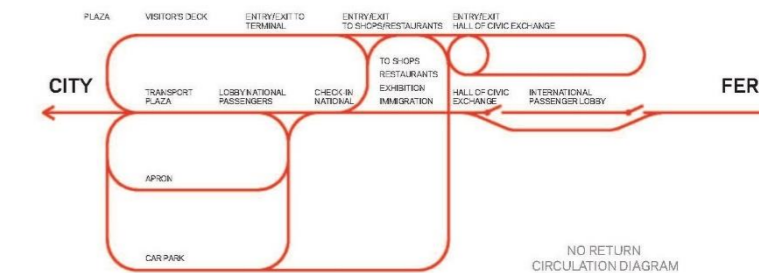 PLAZA
VISITOR'S DECK
ENTRY/EXIT TO
TERMINAL
ENTRY/EXIT
TO SHOPS/RESTAURANTS
ENTRY/EXIT
HALL OF CIVIC EXCHANGE
TO SHOPS
RESTAURANTS
EXHIBITION
IMMIGRATION
CITY
TRANSPORT
PLAZA
LOBBY NATIONAL
PASSENGERS
CHECK-IN
NATIONAL
HALL OF CIVIC
EXCHANGE
INTERNATIONAL
PASSENGER LOBBY
FER
APRON
CAR PARK
NO RETURN
CIRCULATION DIAGRAM